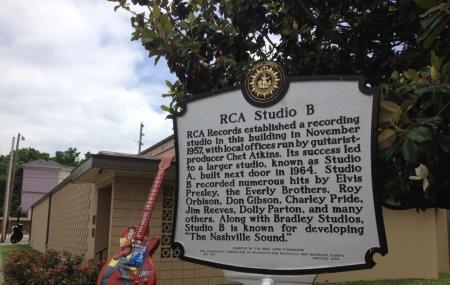 RCA Studio B
RCA Records established a recording
studio in this building in November
1957, with local offices run by guitarist-
producer Chet Atkins. Its success led
to a larger studio, known as Studio
A, built next door in 1964. Studio
B recorded numerous hits by Elvis
Presley, the Everly Brothers, Roy
Orbison, Don Gibson, Charley Pride,
Jim Reeves, Dolly Parton, and many
others. Along with Bradley Studios,
Studio B is known for developing
"The Nashville Sound."